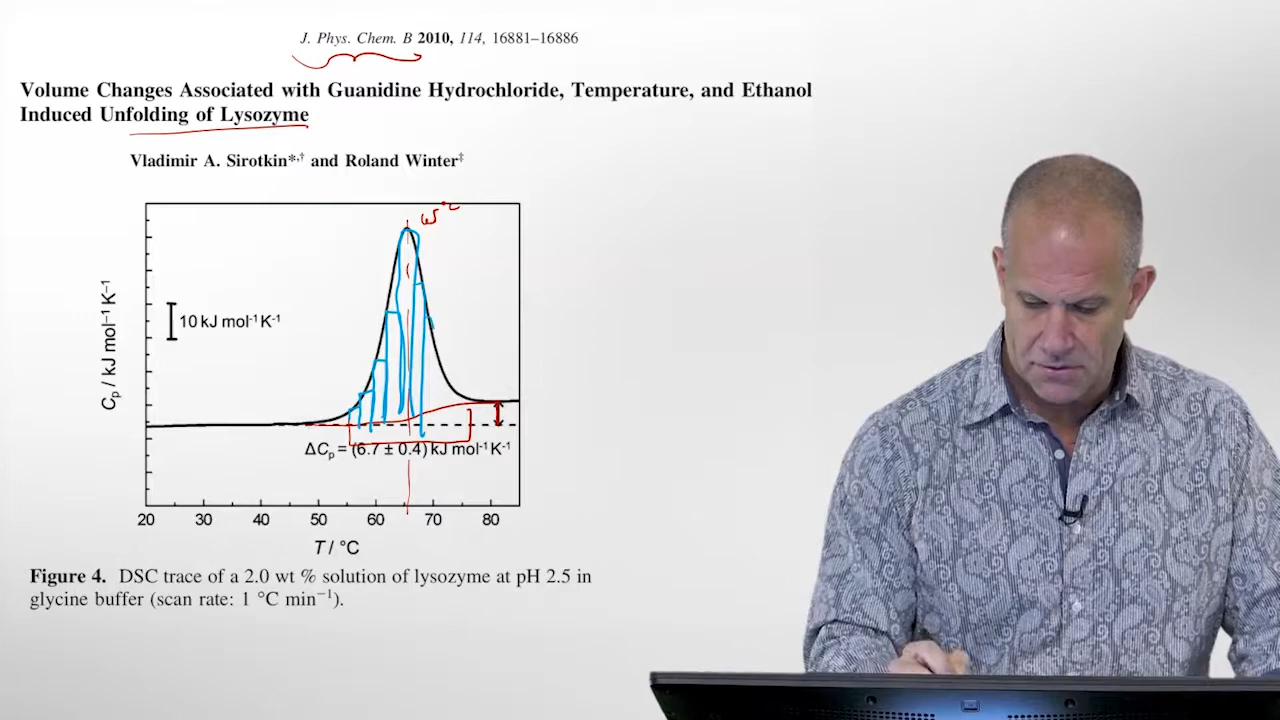 J. Phys. Chem. B 2010, 114, 16881–16886
Volume Changes Associated with Guanidine Hydrochloride, Temperature, and Ethanol
Induced Unfolding of Lysozyme
Vladimir A. Sirotkin*,† and Roland Winter‡
10 kJ mol⁻¹ K⁻¹
Cp / kJ mol⁻¹ K⁻¹
ΔCp = (6.7 ± 0.4) kJ mol⁻¹ K⁻¹
20 30 40 50 60 70 80
T / °C
Figure 4. DSC trace of a 2.0 wt % solution of lysozyme at pH 2.5 in
glycine buffer (scan rate: 1 °C min⁻¹).